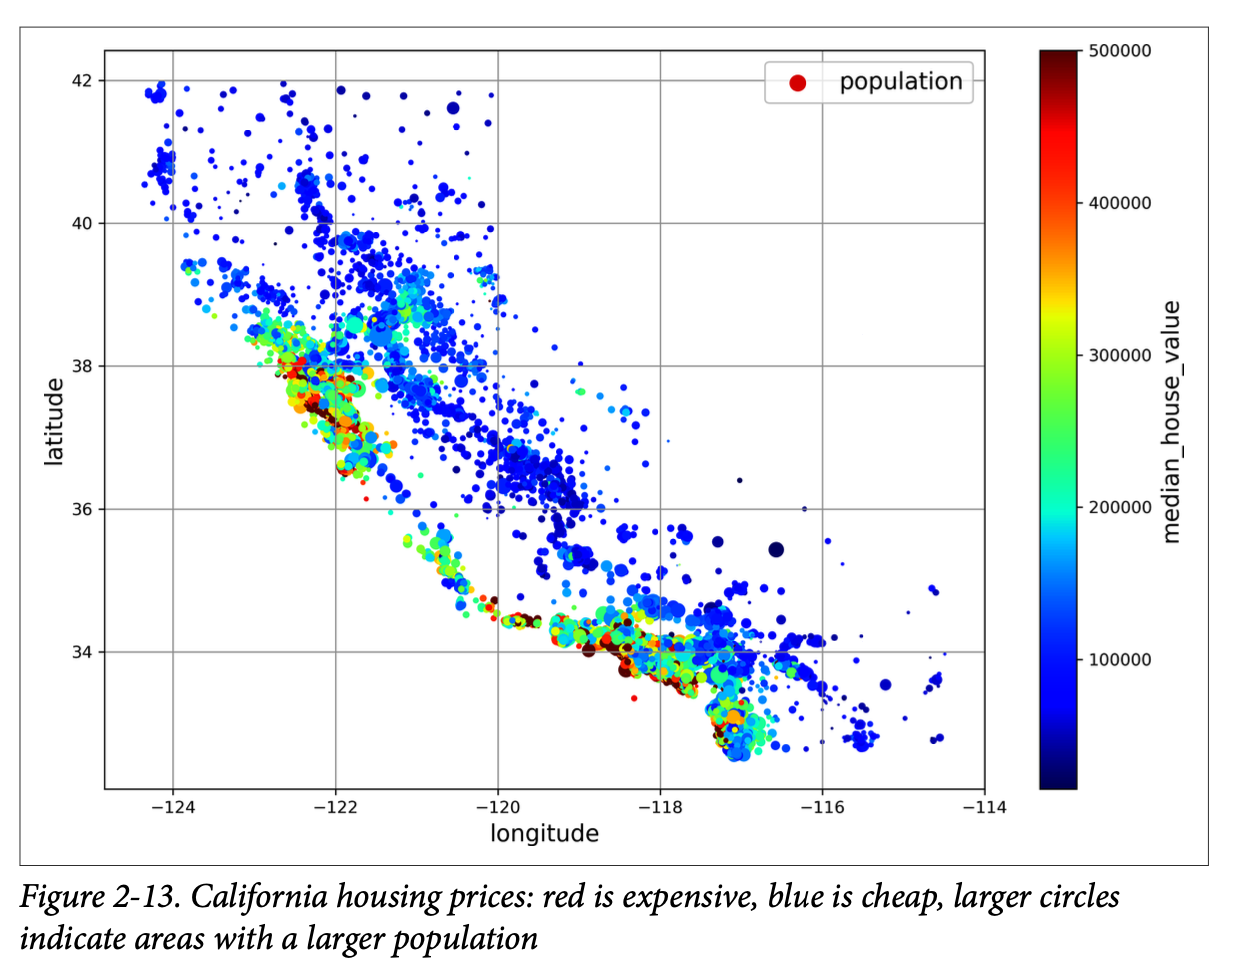 population
42
40
38
36
34
latitude
−124
−122
−120
−118
−116
−114
longitude
500000
400000
300000
200000
100000
median_house_value
Figure 2-13. California housing prices: red is expensive, blue is cheap, larger circles
indicate areas with a larger population